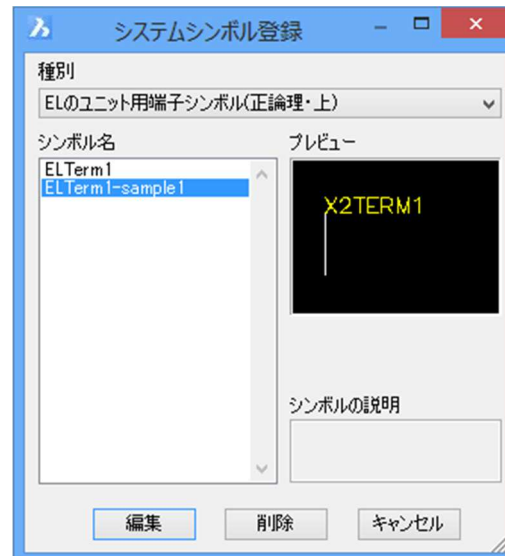 システムシンボル登録
種別
ELのユニット用端子シンボル(正論理・上)
シンボル名
プレビュー
ELTerm1
ELTerm1-sample1
X2TERM1
シンボルの説明
編集
削除
キャンセル